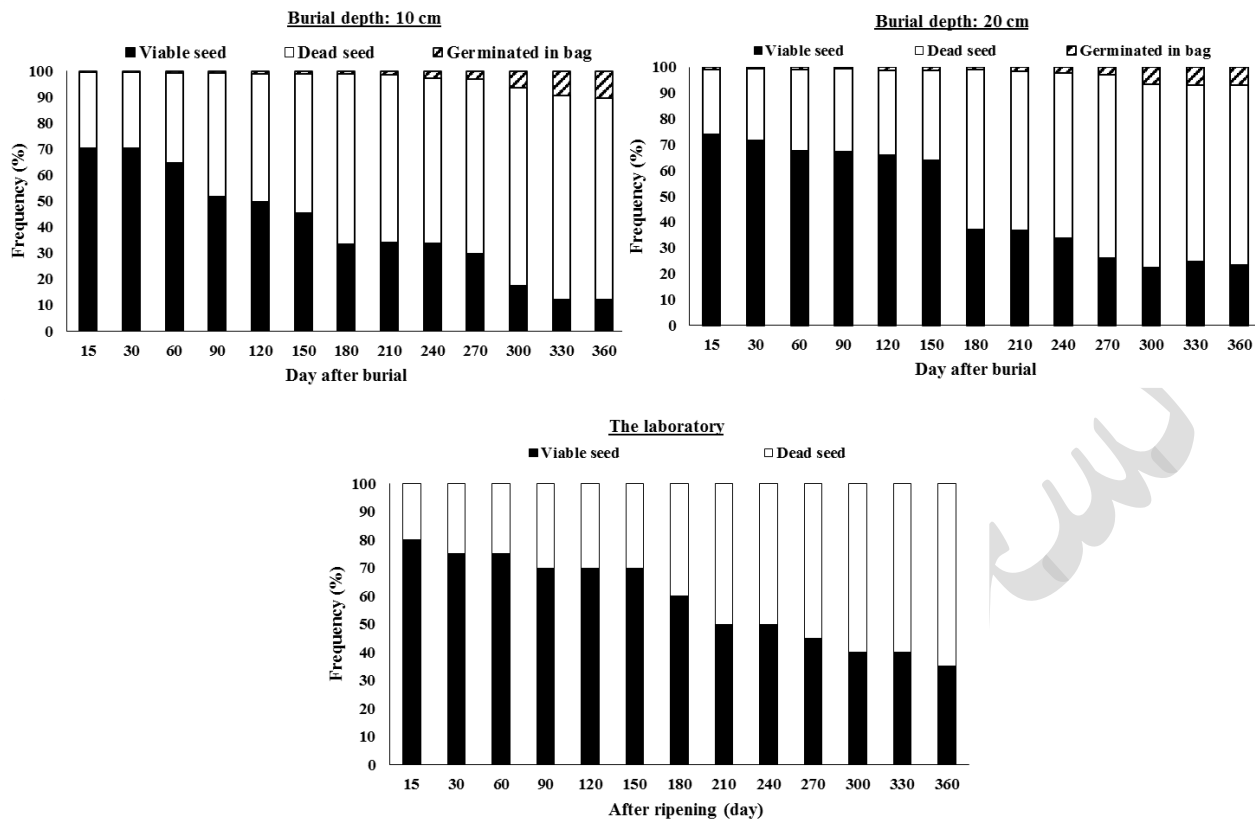 Burial depth: 10 cm
Viable seed Dead seed Germinated in bag
100
90
80
70
60
50
40
30
20
10
0
Frequency (%)
15 30 60 90 120 150 180 210 240 270 300 330 360
Day after burial
Burial depth: 20 cm
Viable seed Dead seed Germinated in bag
100
90
80
70
60
50
40
30
20
10
0
Frequency (%)
15 30 60 90 120 150 180 210 240 270 300 330 360
Day after burial
The laboratory
Viable seed Dead seed
100
90
80
70
60
50
40
30
20
10
0
Frequency (%)
15 30 60 90 120 150 180 210 240 270 300 330 360
After ripening (day)